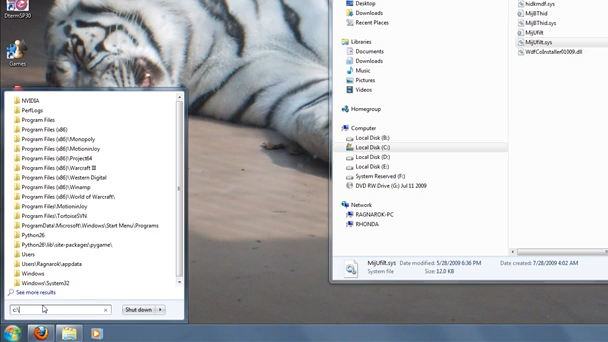 DtermSP30
Games
NVIDIA
PerfLogs
Program Files
Program Files (x86)
Program Files (x86)\Monopoly
Program Files (x86)\MotioninJoy
Program Files (x86)\Project64
Program Files (x86)\Warcraft III
Program Files (x86)\Western Digital
Program Files (x86)\Winamp
Program Files (x86)\World of Warcraft\
Program Files\MotioninJoy
Program Files\TortoiseSVN
ProgramData\Microsoft\Windows\Start Menu\Programs
Python26
Python26\lib\site-packages\pygame\
Users
Users\Ragnarok\appdata
Windows
Windows\System32
See more results
c:\
Shut down
Desktop
Downloads
Recent Places
Libraries
Documents
Downloads
Music
Pictures
Videos
Homegroup
Computer
Local Disk (B:)
Local Disk (C:)
Local Disk (D:)
Local Disk (E:)
System Reserved (F:)
DVD RW Drive (G:) Jul 11 2009
Network
RAGNAROK-PC
RHONDA
hidkmdf.sys
MijBThid
MijBThid.sys
MijUfilt
MijUfilt.sys
WdfCoInstaller01009.dll
MijUfilt.sys Date modified: 5/28/2009 6:36 PM Date created: 7/28/2009 4:02 AM
System file Size: 12.0 KB